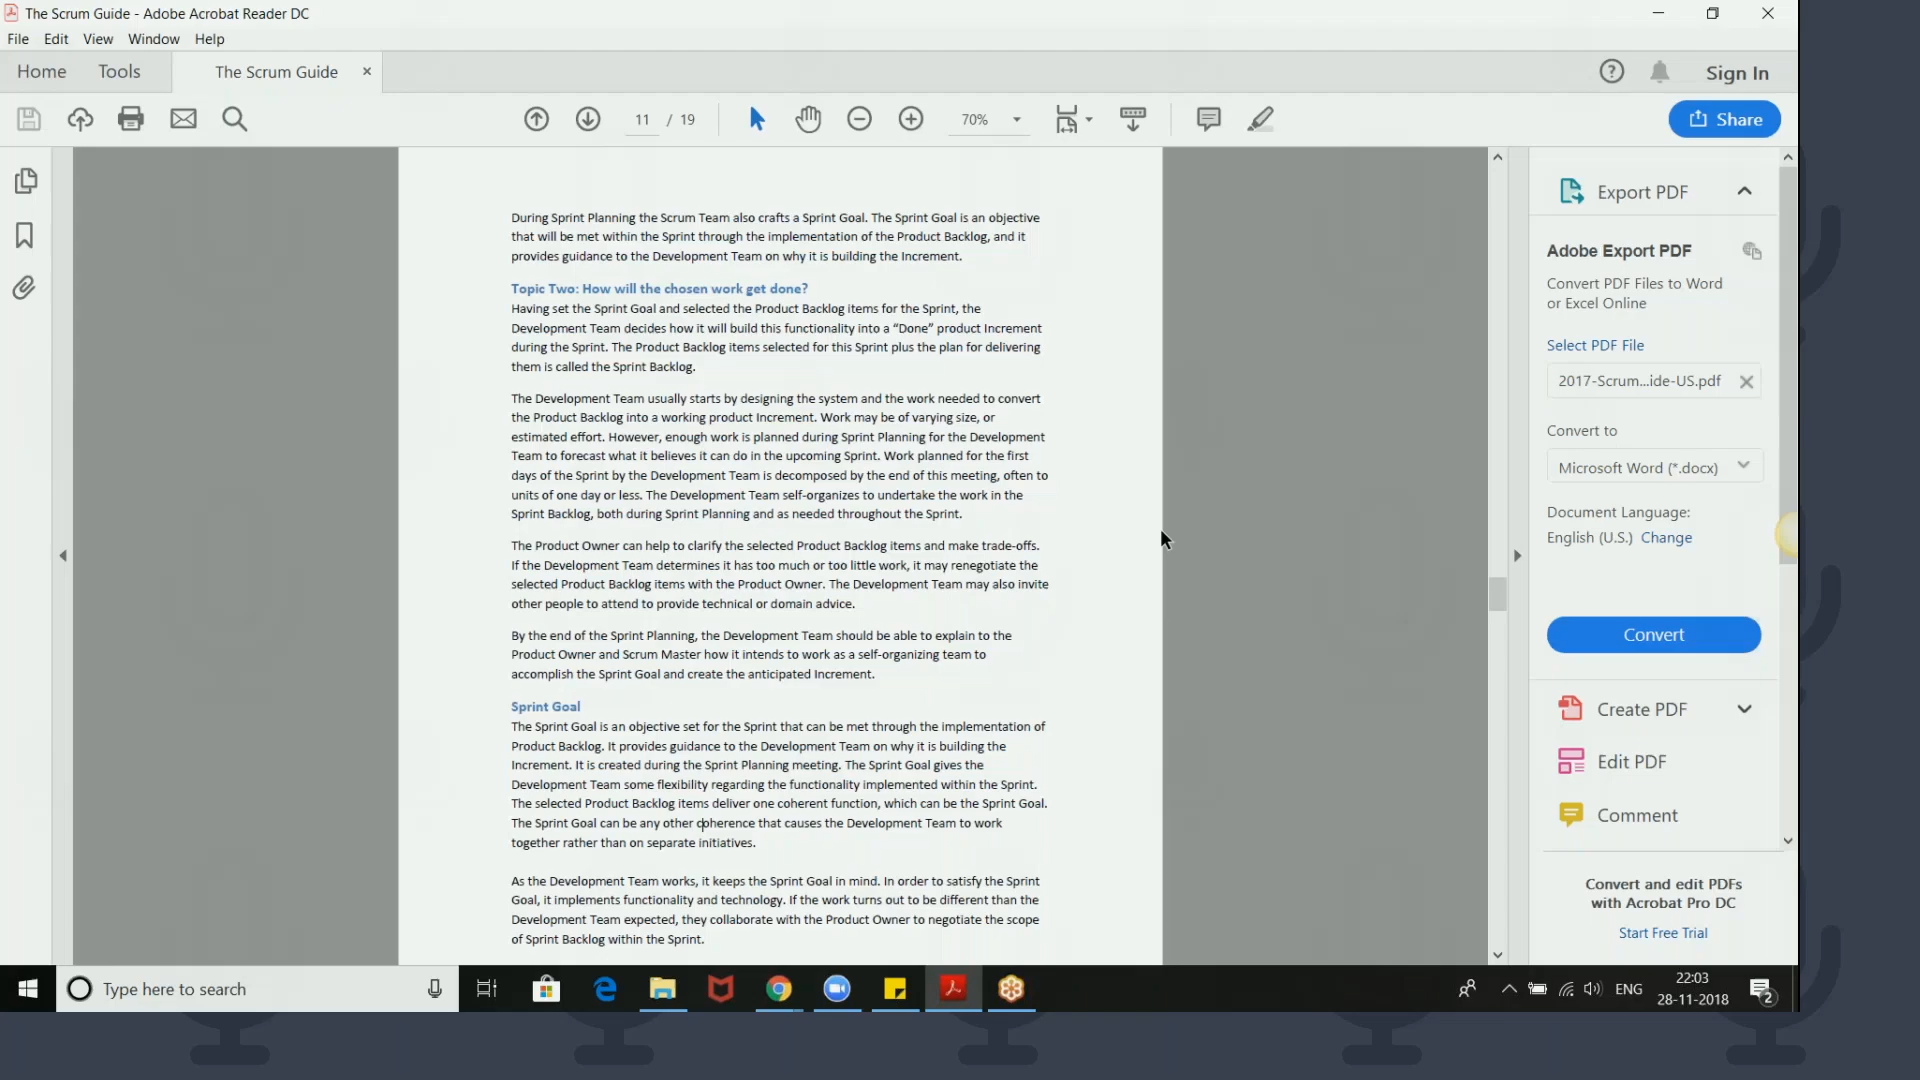 The Scrum Guide - Adobe Acrobat Reader DC
File Edit View Window Help
Home Tools The Scrum Guide × Sign In
11 / 19 70% Share
During Sprint Planning the Scrum Team also crafts a Sprint Goal. The Sprint Goal is an objective
that will be met within the Sprint through the implementation of the Product Backlog, and it
provides guidance to the Development Team on why it is building the Increment.
Topic Two: How will the chosen work get done?
Having set the Sprint Goal and selected the Product Backlog items for the Sprint, the
Development Team decides how it will build this functionality into a “Done” product Increment
during the Sprint. The Product Backlog items selected for this Sprint plus the plan for delivering
them is called the Sprint Backlog.
The Development Team usually starts by designing the system and the work needed to convert
the Product Backlog into a working product Increment. Work may be of varying size, or
estimated effort. However, enough work is planned during Sprint Planning for the Development
Team to forecast what it believes it can do in the upcoming Sprint. Work planned for the first
days of the Sprint by the Development Team is decomposed by the end of this meeting, often to
units of one day or less. The Development Team self-organizes to undertake the work in the
Sprint Backlog, both during Sprint Planning and as needed throughout the Sprint.
The Product Owner can help to clarify the selected Product Backlog items and make trade-offs.
If the Development Team determines it has too much or too little work, it may renegotiate the
selected Product Backlog items with the Product Owner. The Development Team may also invite
other people to attend to provide technical or domain advice.
By the end of the Sprint Planning, the Development Team should be able to explain to the
Product Owner and Scrum Master how it intends to work as a self-organizing team to
accomplish the Sprint Goal and create the anticipated Increment.
Sprint Goal
The Sprint Goal is an objective set for the Sprint that can be met through the implementation of
Product Backlog. It provides guidance to the Development Team on why it is building the
Increment. It is created during the Sprint Planning meeting. The Sprint Goal gives the
Development Team some flexibility regarding the functionality implemented within the Sprint.
The selected Product Backlog items deliver one coherent function, which can be the Sprint Goal.
The Sprint Goal can be any other coherence that causes the Development Team to work
together rather than on separate initiatives.
As the Development Team works, it keeps the Sprint Goal in mind. In order to satisfy the Sprint
Goal, it implements functionality and technology. If the work turns out to be different than the
Development Team expected, they collaborate with the Product Owner to negotiate the scope
of Sprint Backlog within the Sprint.
Export PDF
Adobe Export PDF
Convert PDF Files to Word
or Excel Online
Select PDF File
2017-Scrum...ide-US.pdf
Convert to
Microsoft Word (*.docx)
Document Language:
English (U.S.) Change
Convert
Create PDF
Edit PDF
Comment
Convert and edit PDFs
with Acrobat Pro DC
Start Free Trial
Type here to search
ENG
22:03
28-11-2018
2